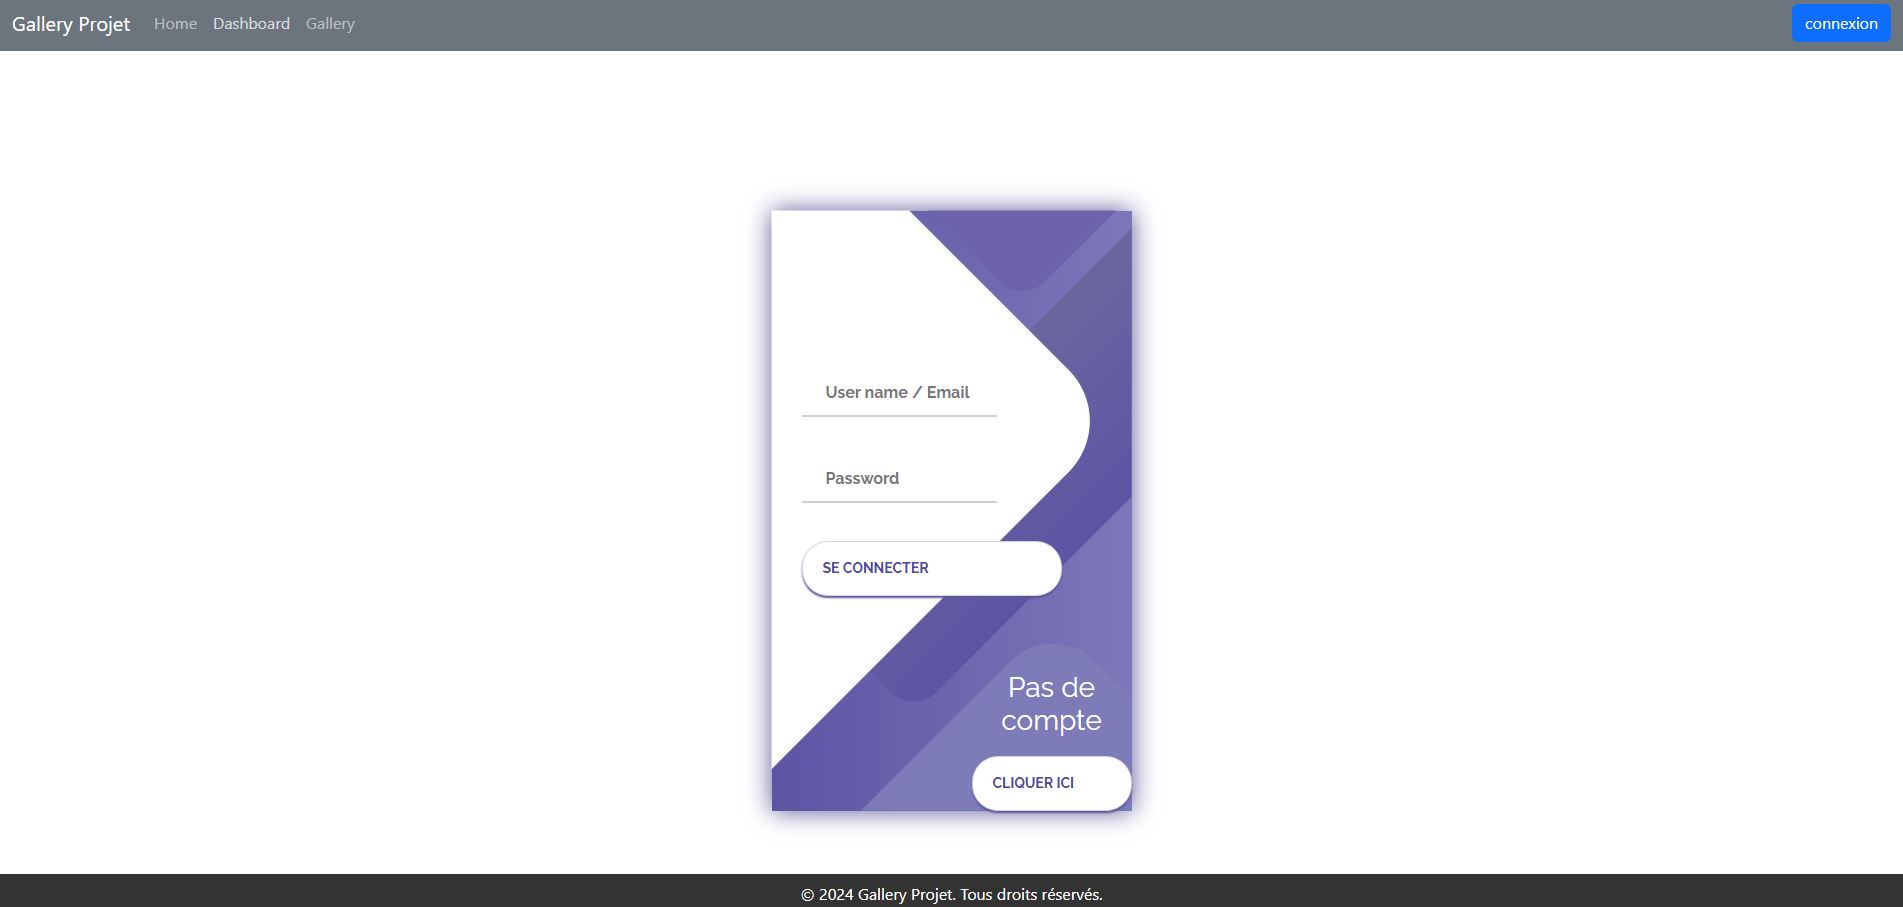 Gallery Projet Home Dashboard Gallery connexion
User name / Email
Password
SE CONNECTER
Pas de
compte
CLIQUER ICI
© 2024 Gallery Projet. Tous droits réservés.